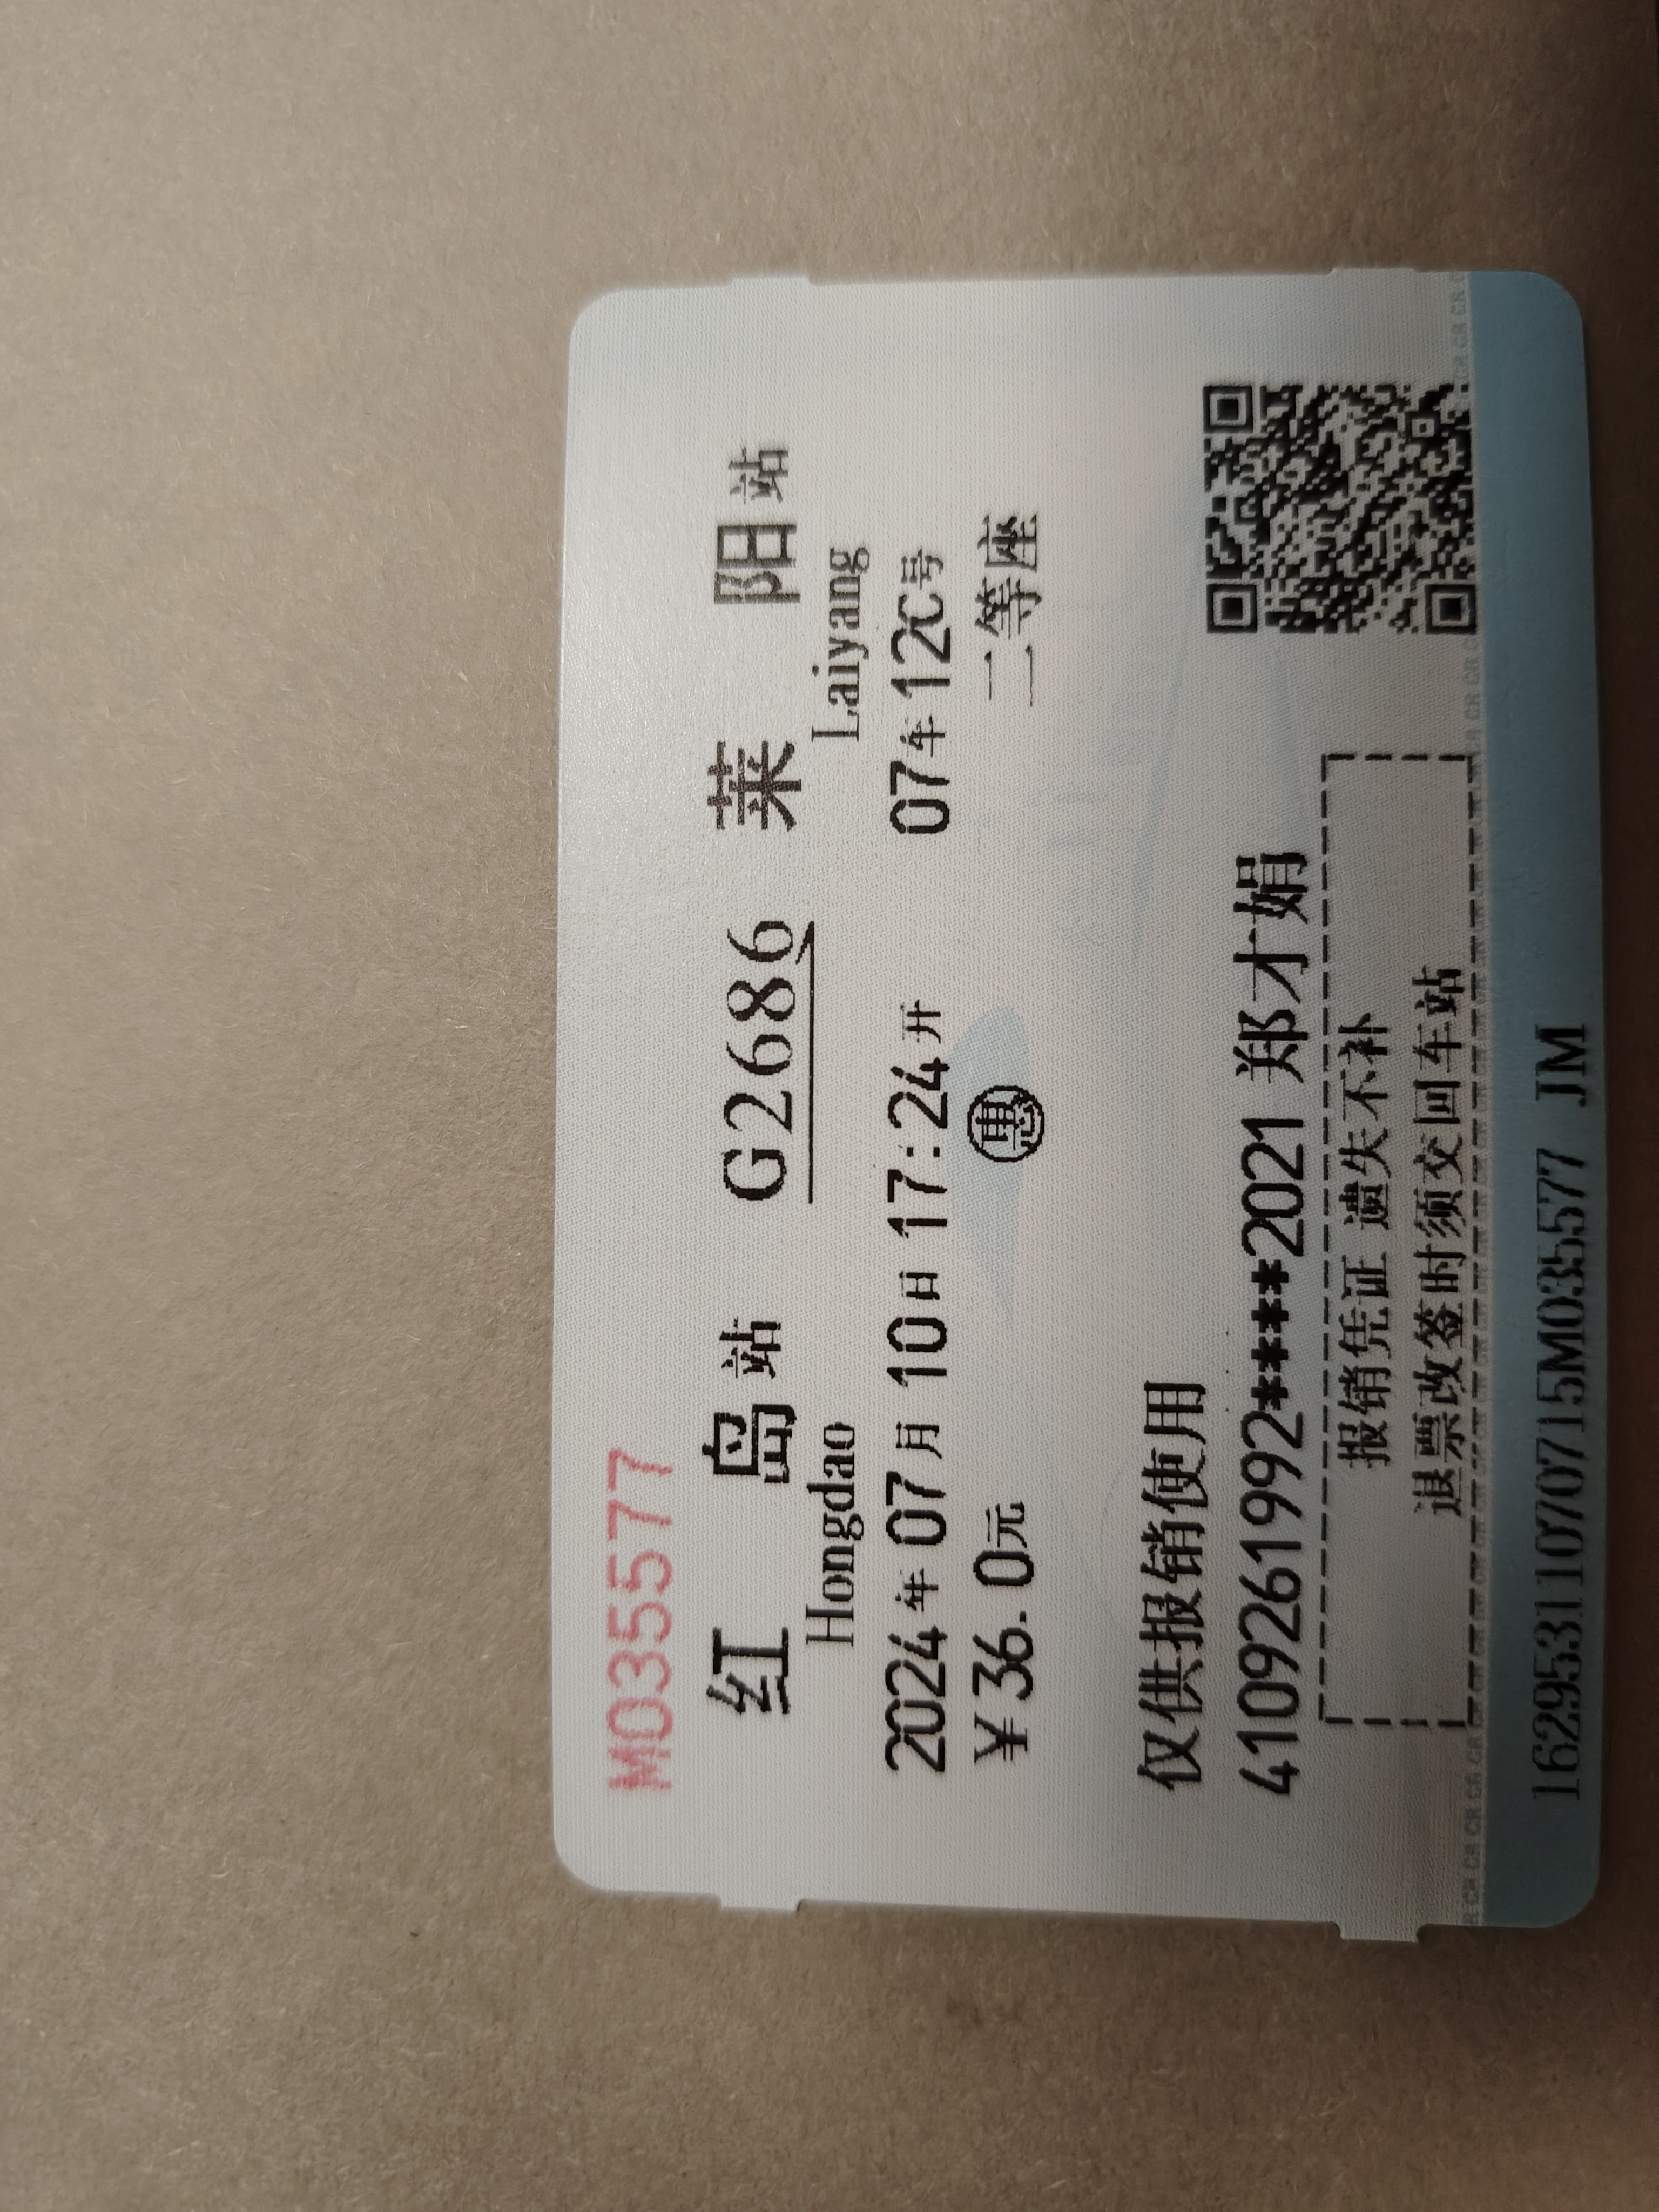 M035577
红岛站 G2686 莱阳站
Hongdao Laiyang
2024年07月10日17:24开 07车12C号
¥36.0元 惠 二等座
仅供报销使用
4109261992****2021 郑才娟
报销凭证 遗失不补
退票改签时须交回车站
16295311070715M035577 JM